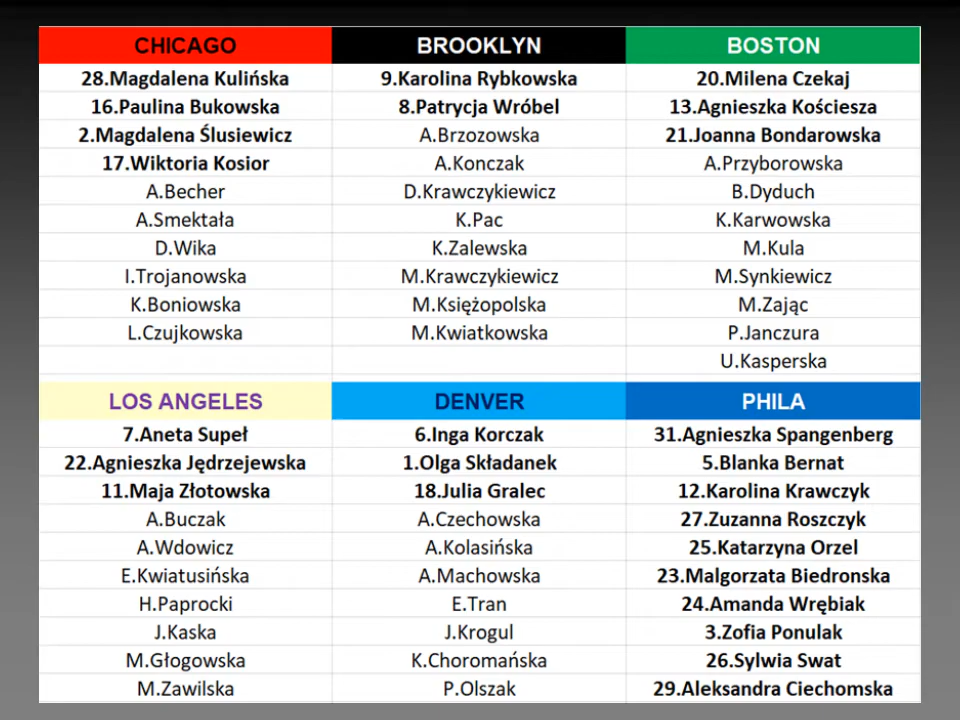 CHICAGO
28.Magdalena Kulińska
16.Paulina Bukowska
2.Magdalena Ślusiewicz
17.Wiktoria Kosior
A.Becher
A.Smektała
D.Wika
I.Trojanowska
K.Boniowska
L.Czujkowska
BROOKLYN
9.Karolina Rybkowska
8.Patrycja Wróbel
A.Brzozowska
A.Konczak
D.Krawczykiewicz
K.Pac
K.Zalewska
M.Krawczykiewicz
M.Księżopolska
M.Kwiatkowska
BOSTON
20.Milena Czekaj
13.Agnieszka Kościesza
21.Joanna Bondarowska
A.Przyborowska
B.Dyduch
K.Karwowska
M.Kula
M.Synkiewicz
M.Zając
P.Janczura
U.Kasperska
LOS ANGELES
7.Aneta Supeł
22.Agnieszka Jędrzejewska
11.Maja Złotowska
A.Buczak
A.Wdowicz
E.Kwiatusińska
H.Paprocki
J.Kaska
M.Głogowska
M.Zawilska
DENVER
6.Inga Korczak
1.Olga Składanek
18.Julia Gralec
A.Czechowska
A.Kolasińska
A.Machowska
E.Tran
J.Krogul
K.Choromańska
P.Olszak
PHILA
31.Agnieszka Spangenberg
5.Blanka Bernat
12.Karolina Krawczyk
27.Zuzanna Roszczyk
25.Katarzyna Orzel
23.Malgorzata Biedronska
24.Amanda Wrębiak
3.Zofia Ponulak
26.Sylwia Swat
29.Aleksandra Ciechomska